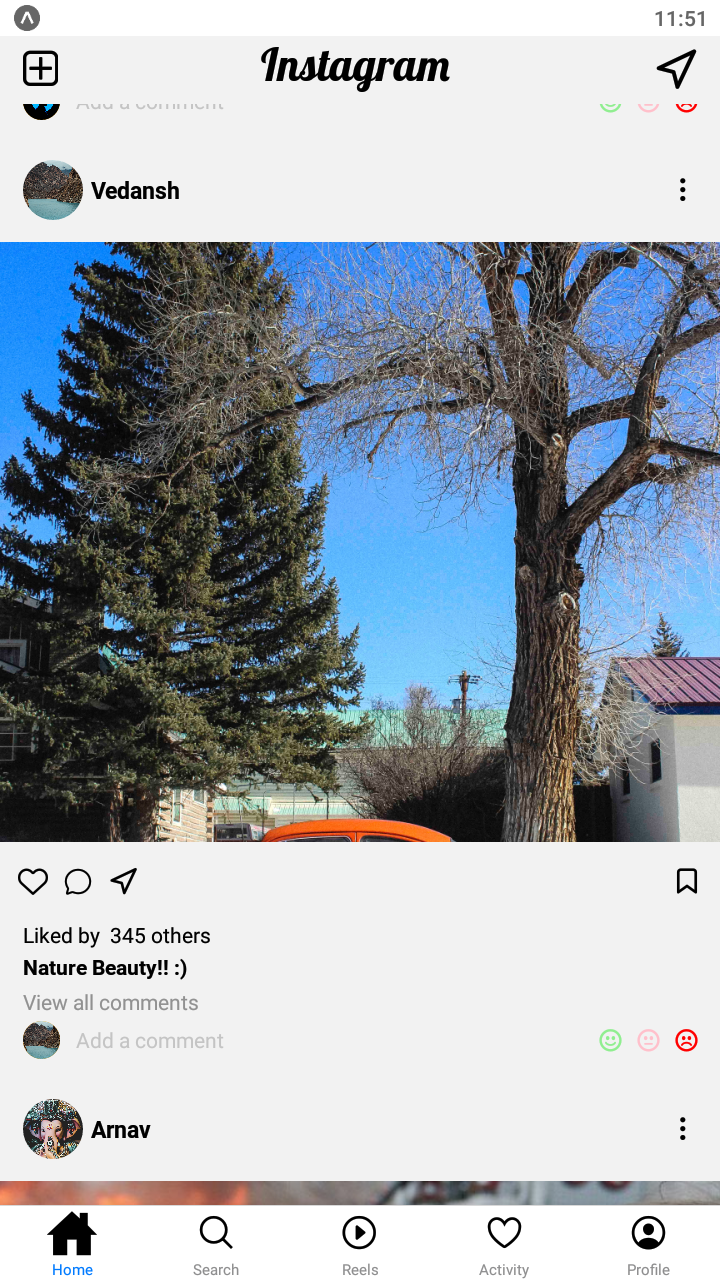 11:51
Instagram
Add a comment
Vedansh
Liked by  345 others
Nature Beauty!! :)
View all comments
Add a comment
Arnav
Home
Search
Reels
Activity
Profile